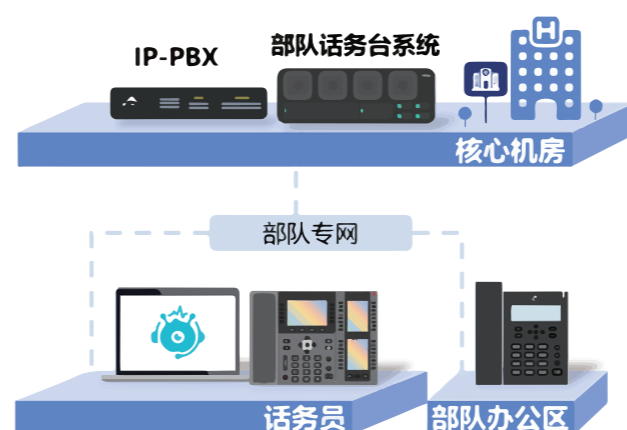 IP-PBX
部队话务台系统
H
核心机房
部队专网
话务员
部队办公区